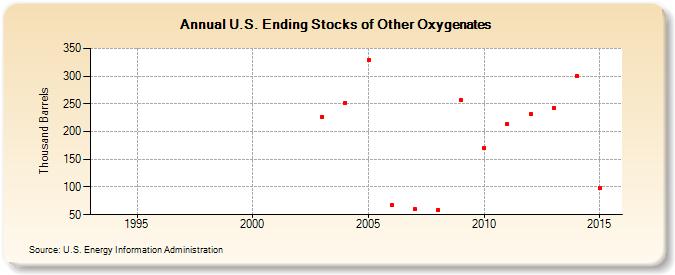 Annual U.S. Ending Stocks of Other Oxygenates
Thousand Barrels
350
300
250
200
150
100
50
1995 2000 2005 2010 2015
Source: U.S. Energy Information Administration